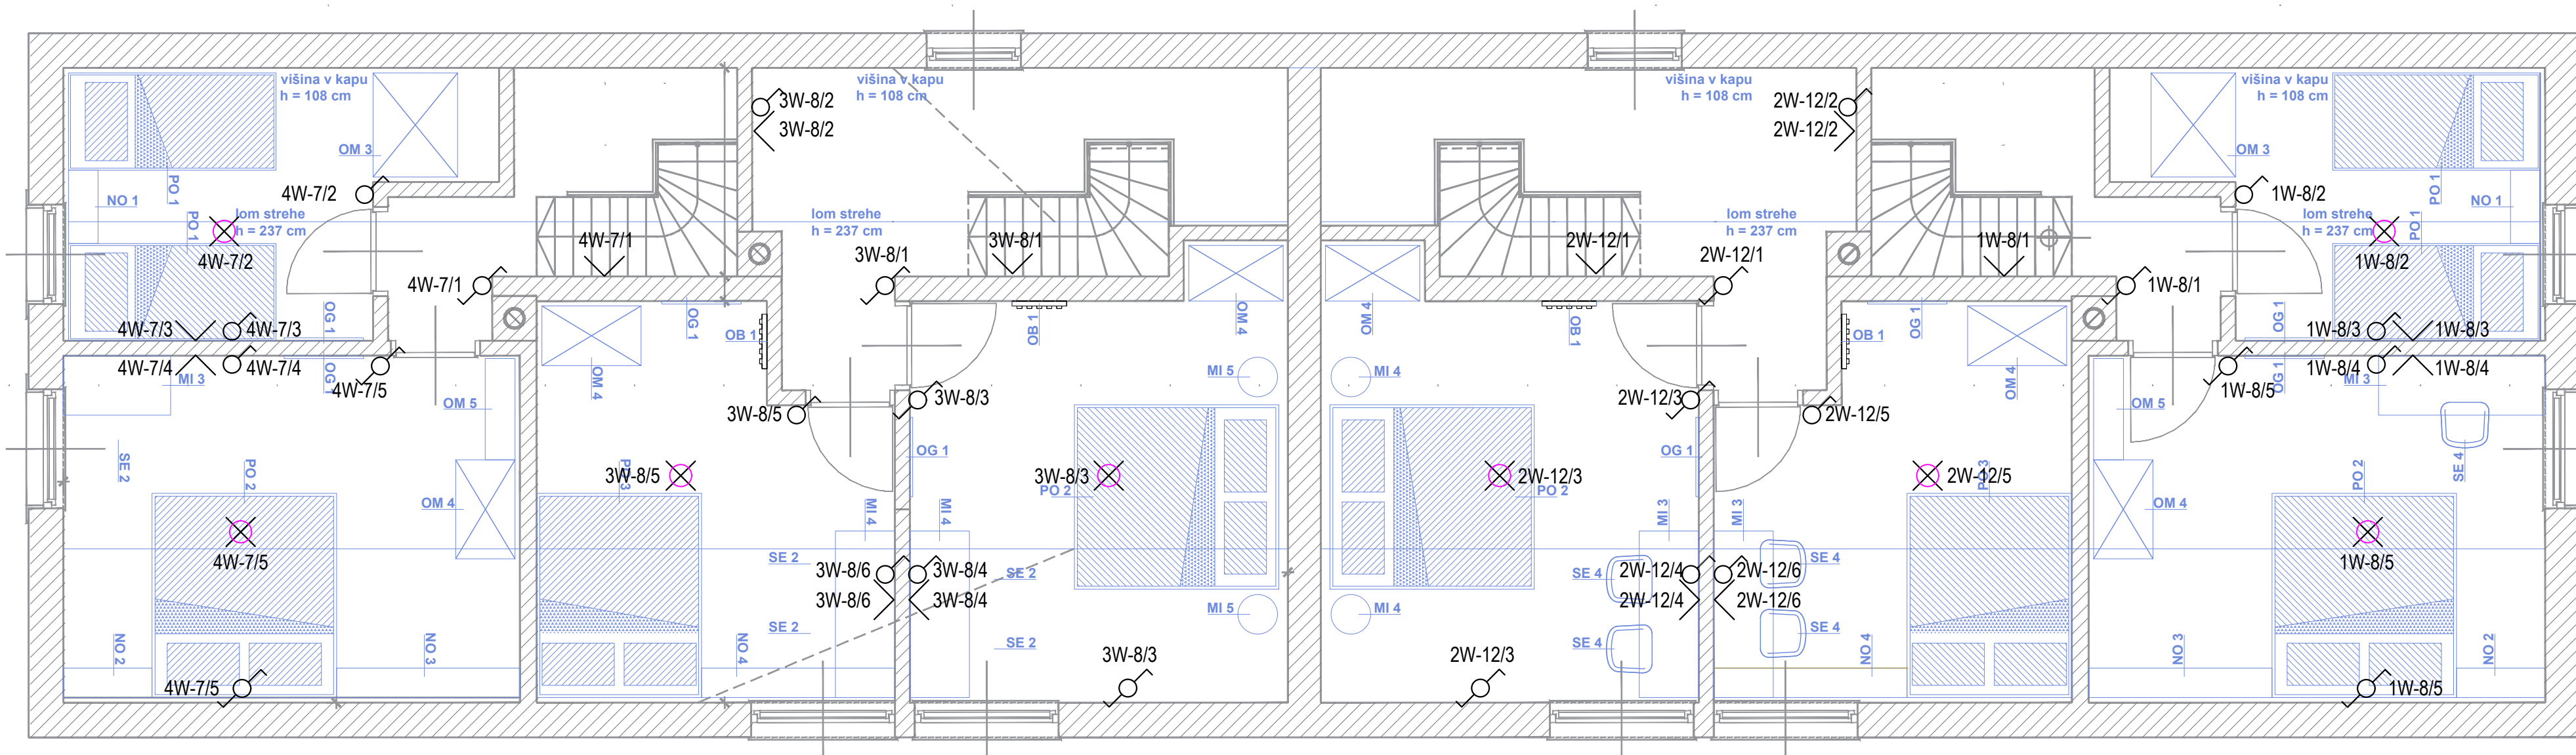 višina v kapu
h = 108 cm
OM 3
4W-7/2
PO 1
NO 1
PO 1
lom strehe
h = 237 cm
4W-7/2
4W-7/1
4W-7/1
4W-7/3
4W-7/3
OG 1
4W-7/4
4W-7/4
MI 3
4W-7/5
OM 5
SE 2
PO 2
OM 4
4W-7/5
NO 2
NO 3
4W-7/5
3W-8/2
3W-8/2
višina v kapu
h = 108 cm
lom strehe
h = 237 cm
3W-8/1
3W-8/1
OG 1
OB 1
OM 4
3W-8/5
3W-8/5
MI 4
SE 2
3W-8/6
3W-8/6
SE 2
NO 4
OB 1
OM 4
MI 5
3W-8/3
OG 1
3W-8/3
PO 2
MI 4
3W-8/4
3W-8/4
SE 2
MI 5
SE 2
3W-8/3
višina v kapu
h = 108 cm
2W-12/2
2W-12/2
lom strehe
h = 237 cm
2W-12/1
2W-12/1
OM 4
OB 1
MI 4
2W-12/3
OG 1
2W-12/3
PO 2
MI 3
SE 4
2W-12/4
2W-12/4
MI 4
SE 4
2W-12/3
OB 1
OG 1
OM 4
2W-12/5
2W-12/5
MI 3
SE 4
2W-12/6
2W-12/6
SE 4
NO 4
višina v kapu
h = 108 cm
OM 3
1W-8/2
PO 1
NO 1
PO 1
lom strehe
h = 237 cm
1W-8/2
1W-8/1
1W-8/1
OG 1
1W-8/3
1W-8/3
1W-8/4
1W-8/4
MI 3
OG 1
1W-8/5
OM 5
SE 4
PO 2
OM 4
1W-8/5
NO 3
NO 2
1W-8/5